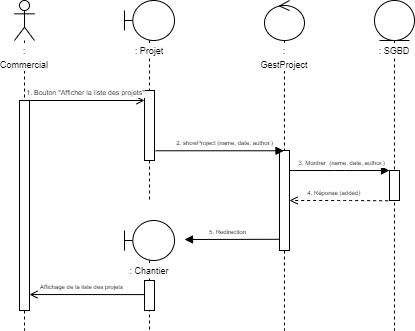 : Projet
: SGBD
:
Commercial
:
GestProject
1. Bouton "Afficher la liste des projets"
2. showProject (name, date, author.)
3. Montrer (name, date, author.)
4. Réponse (added)
5. Redirection
: Chantier
Affichage de la liste des projets